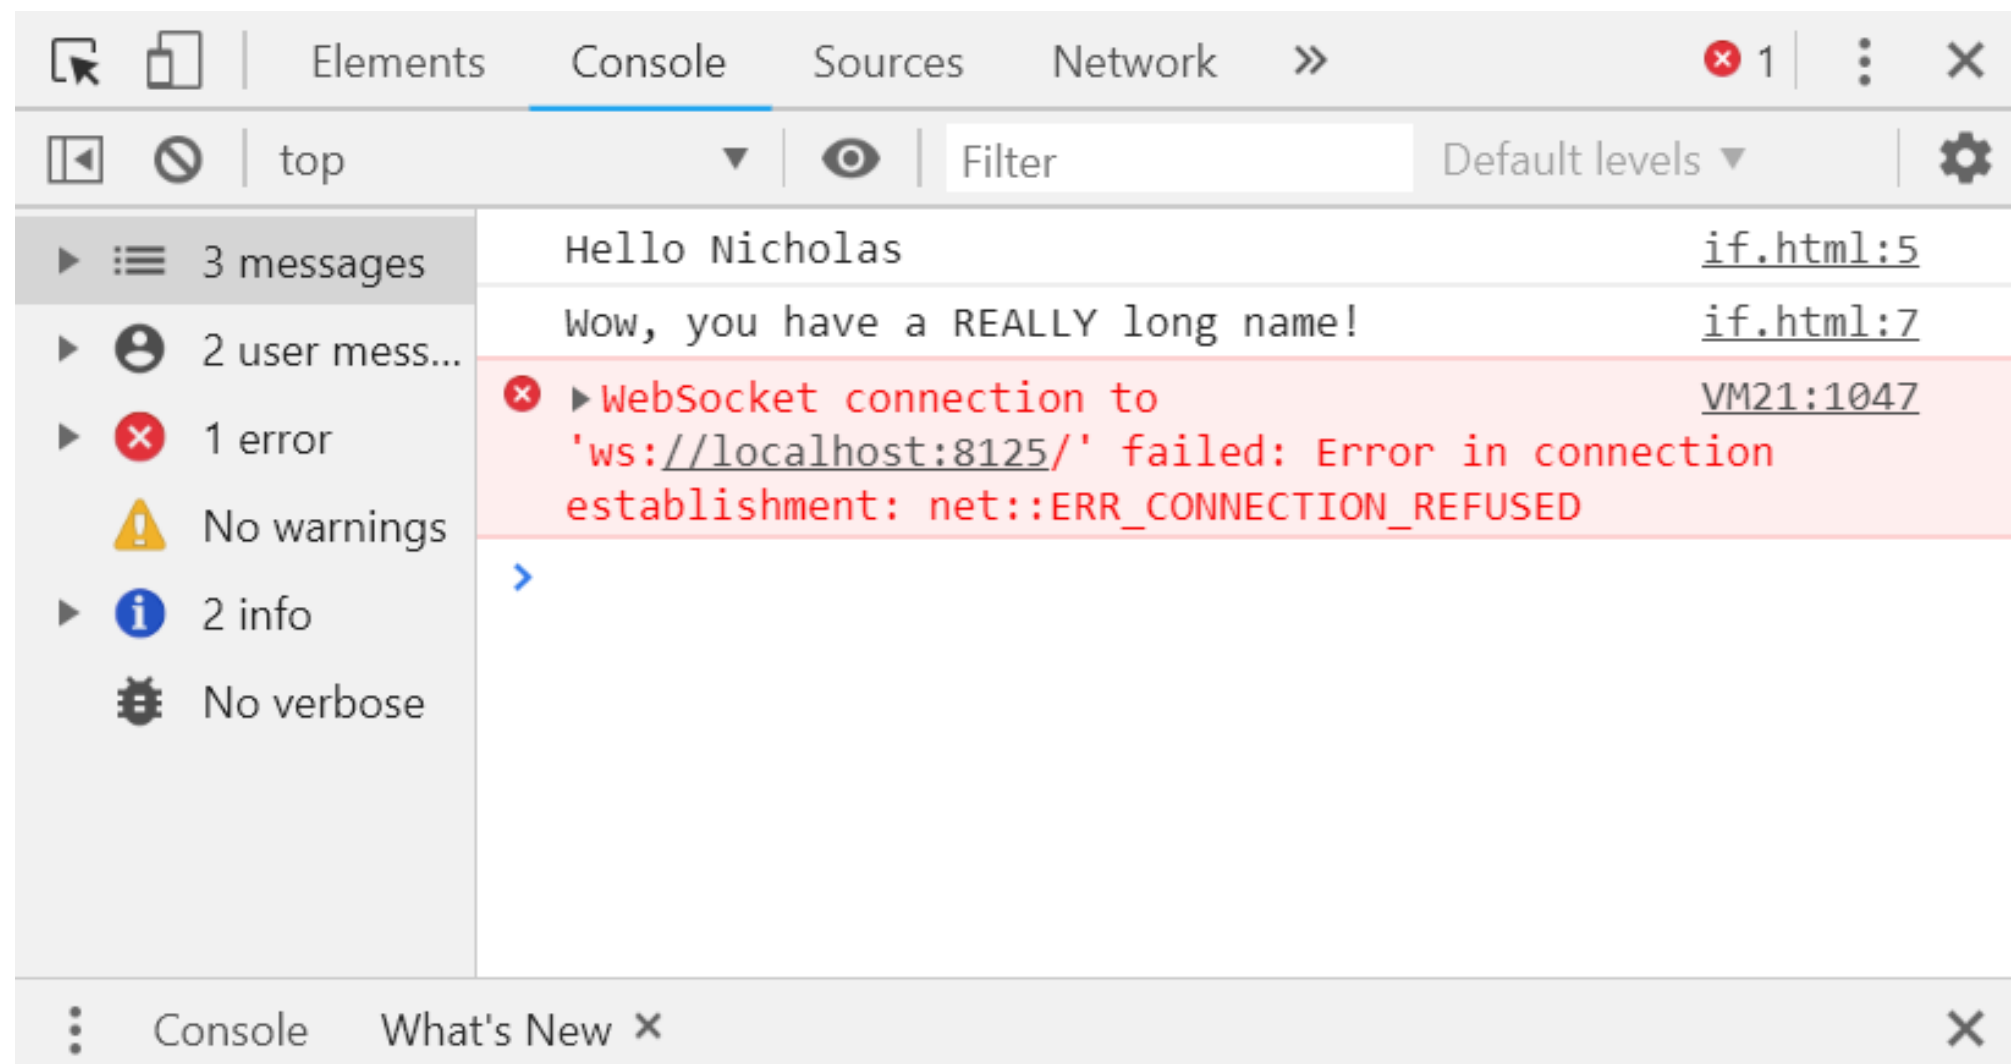 Elements Console Sources Network » 1
top Filter Default levels
3 messages
2 user mess...
1 error
No warnings
2 info
No verbose
Hello Nicholas if.html:5
Wow, you have a REALLY long name! if.html:7
WebSocket connection to VM21:1047
'ws://localhost:8125/' failed: Error in connection
establishment: net::ERR_CONNECTION_REFUSED
Console What's New